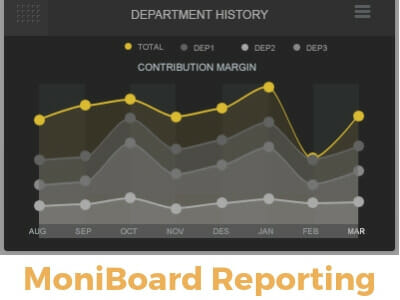 DEPARTMENT HISTORY
TOTAL DEP1 DEP2 DEP3
CONTRIBUTION MARGIN
AUG SEP OCT NOV DES JAN FEB MAR
MoniBoard Reporting